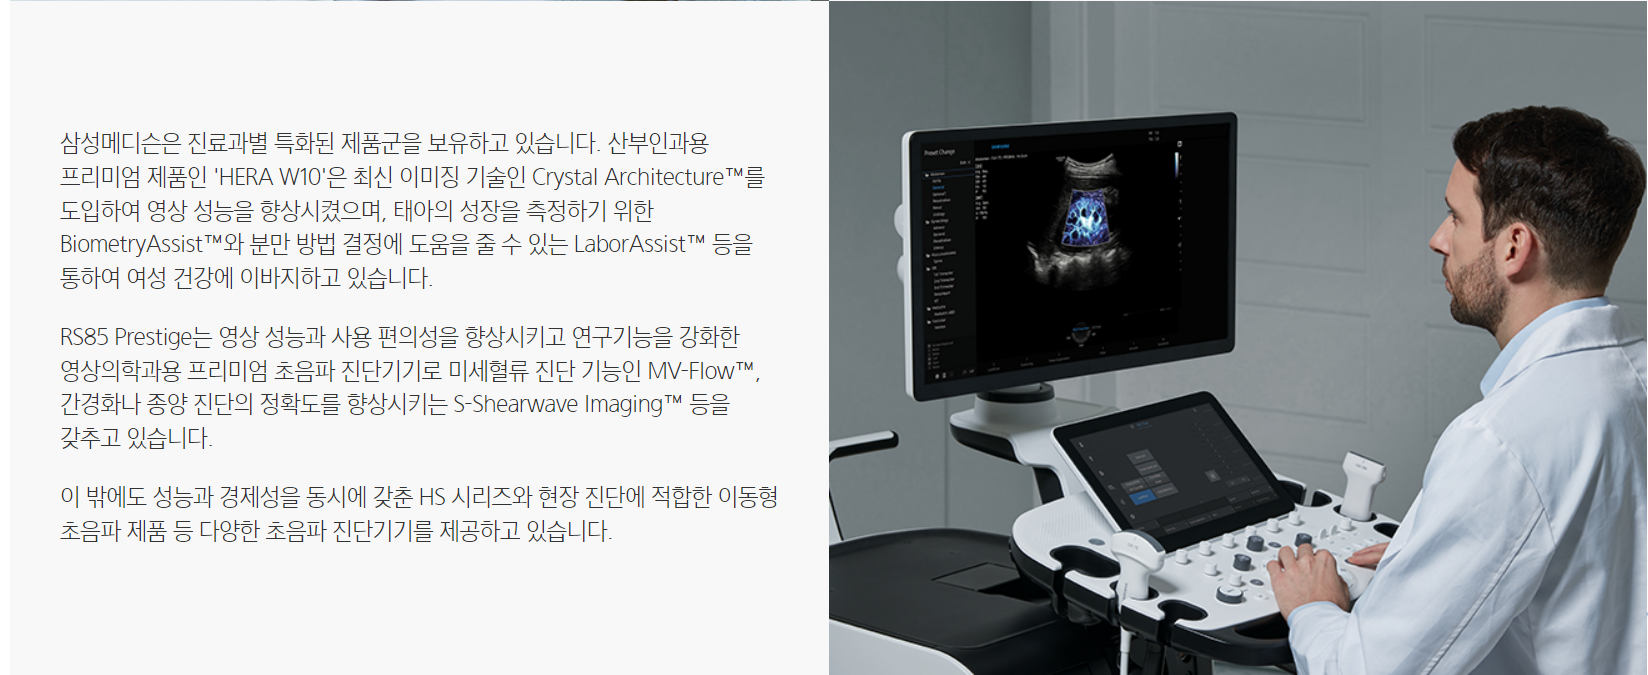 삼성메디슨은 진료과별 특화된 제품군을 보유하고 있습니다. 산부인과용
프리미엄 제품인 'HERA W10'은 최신 이미징 기술인 Crystal Architecture™를
도입하여 영상 성능을 향상시켰으며, 태아의 성장을 측정하기 위한
BiometryAssist™와 분만 방법 결정에 도움을 줄 수 있는 LaborAssist™ 등을
통하여 여성 건강에 이바지하고 있습니다.
RS85 Prestige는 영상 성능과 사용 편의성을 향상시키고 연구기능을 강화한
영상의학과용 프리미엄 초음파 진단기기로 미세혈류 진단 기능인 MV-Flow™,
간경화나 종양 진단의 정확도를 향상시키는 S-Shearwave Imaging™ 등을
갖추고 있습니다.
이 밖에도 성능과 경제성을 동시에 갖춘 HS 시리즈와 현장 진단에 적합한 이동형
초음파 제품 등 다양한 초음파 진단기기를 제공하고 있습니다.
Preset Change